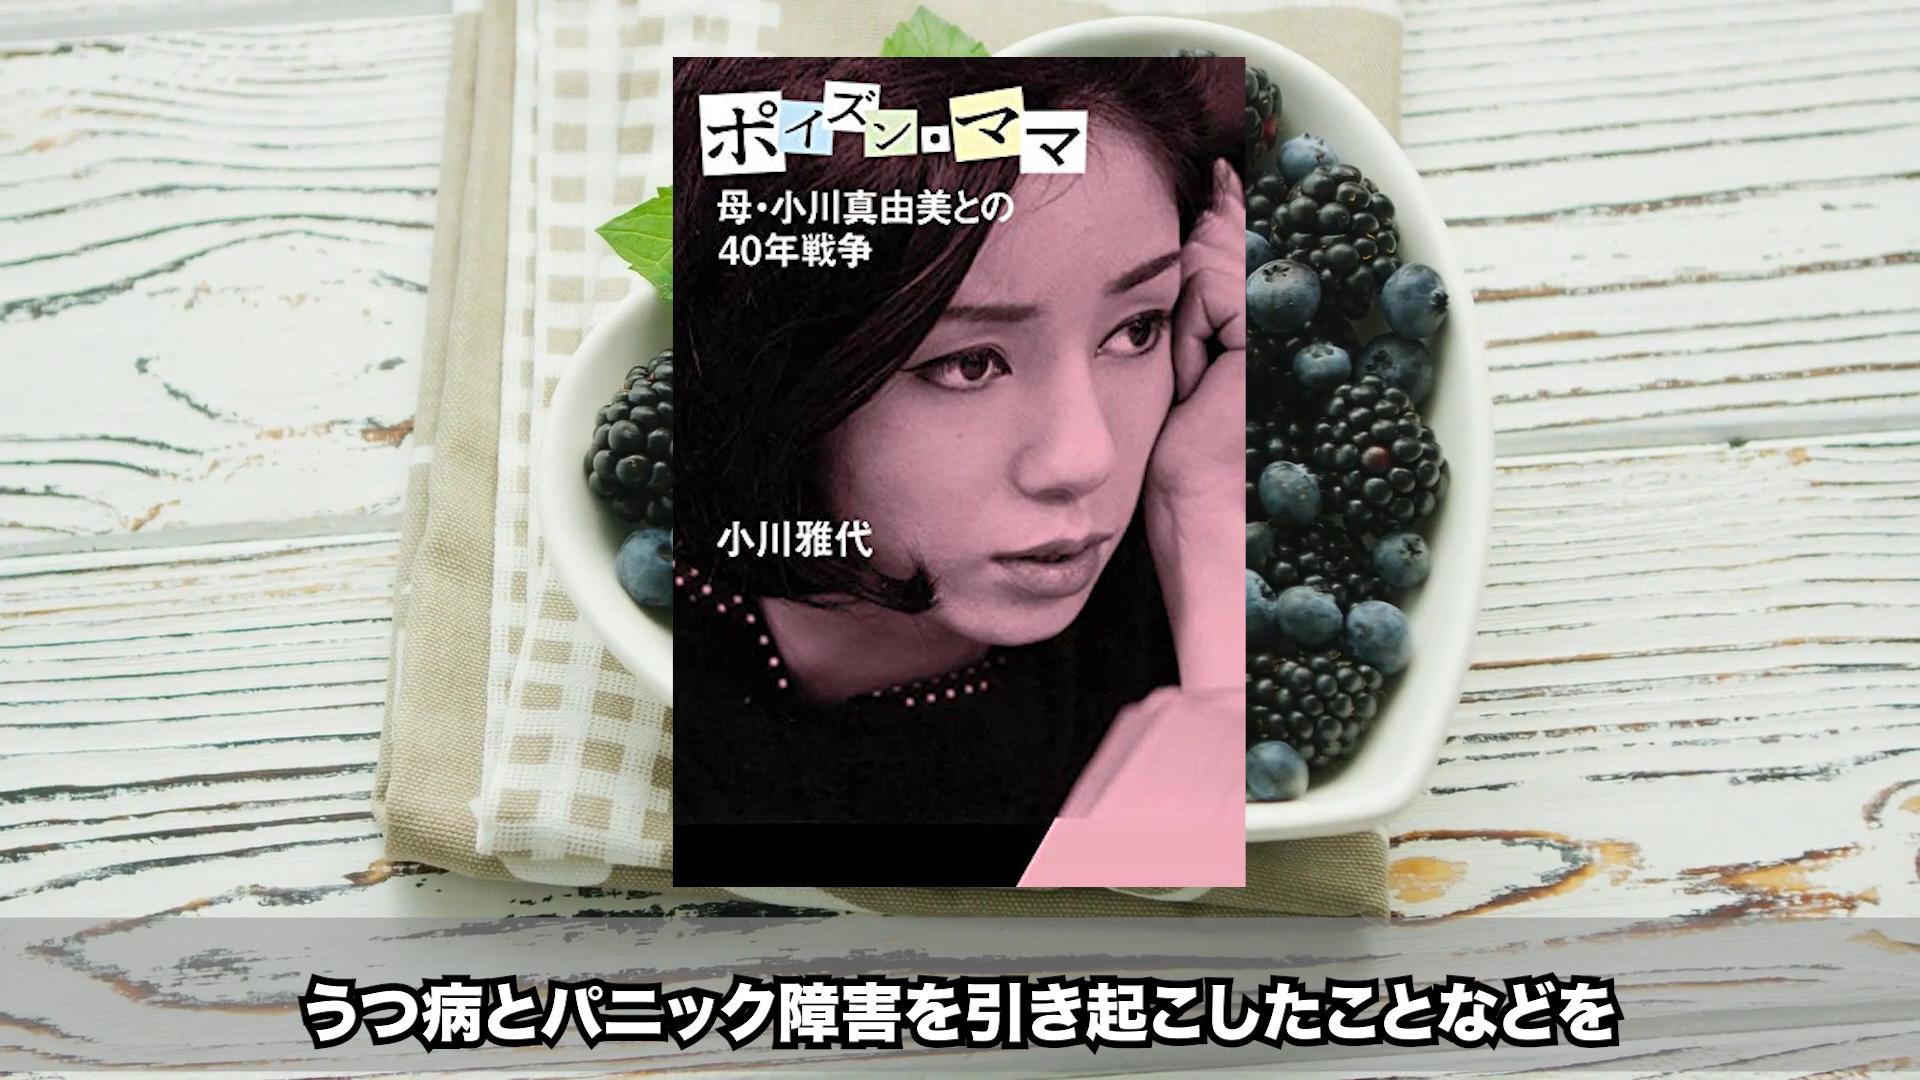 ポイズン・ママ
母・小川真由美との
40年戦争
小川雅代
うつ病とパニック障害を引き起こしたことなどを